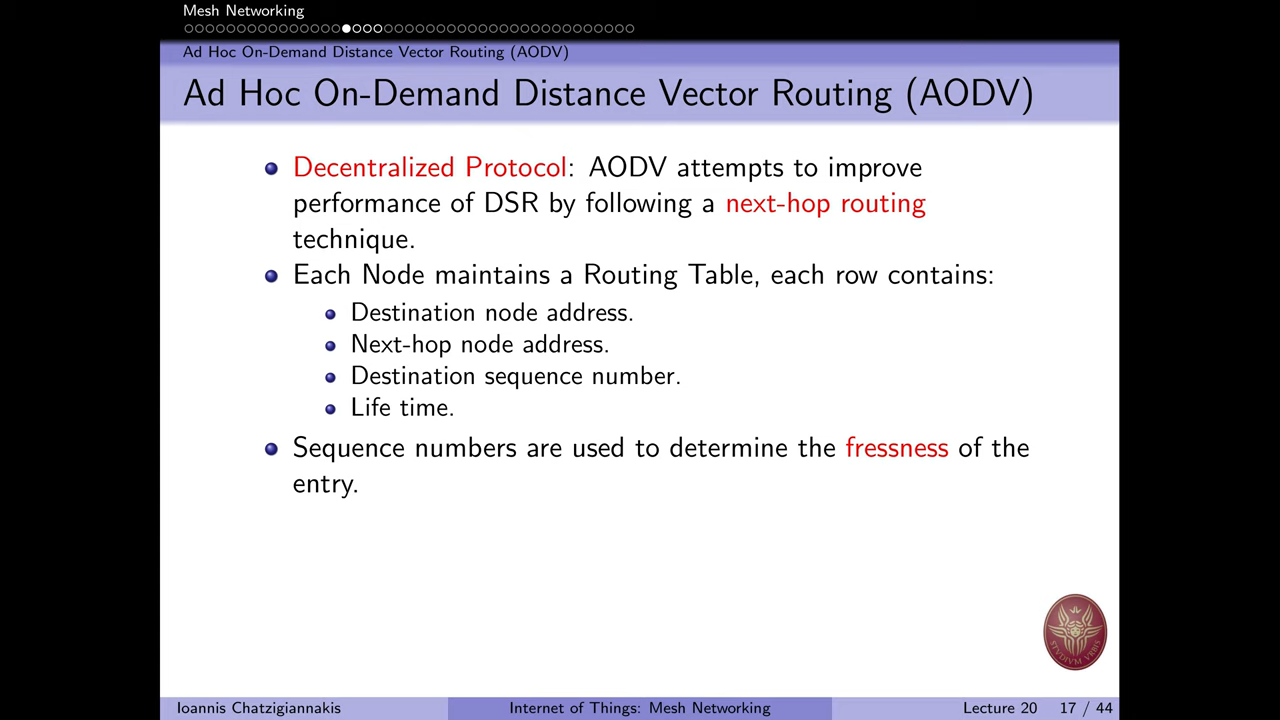 Mesh Networking
Ad Hoc On-Demand Distance Vector Routing (AODV)
Ad Hoc On-Demand Distance Vector Routing (AODV)
Decentralized Protocol: AODV attempts to improve
performance of DSR by following a next-hop routing
technique.
Each Node maintains a Routing Table, each row contains:
Destination node address.
Next-hop node address.
Destination sequence number.
Life time.
Sequence numbers are used to determine the fressness of the
entry.
STVDIVM VRBIS
Ioannis Chatzigiannakis
Internet of Things: Mesh Networking
Lecture 20
17 / 44